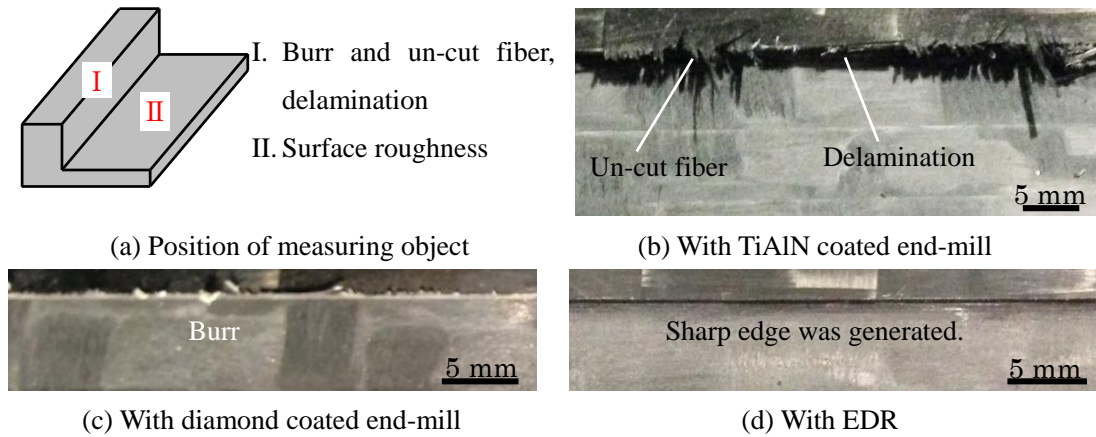 I
II
I. Burr and un-cut fiber,
delamination
II. Surface roughness
(a) Position of measuring object
Un-cut fiber
Delamination
5 mm
(b) With TiAlN coated end-mill
Burr
5 mm
(c) With diamond coated end-mill
Sharp edge was generated.
5 mm
(d) With EDR